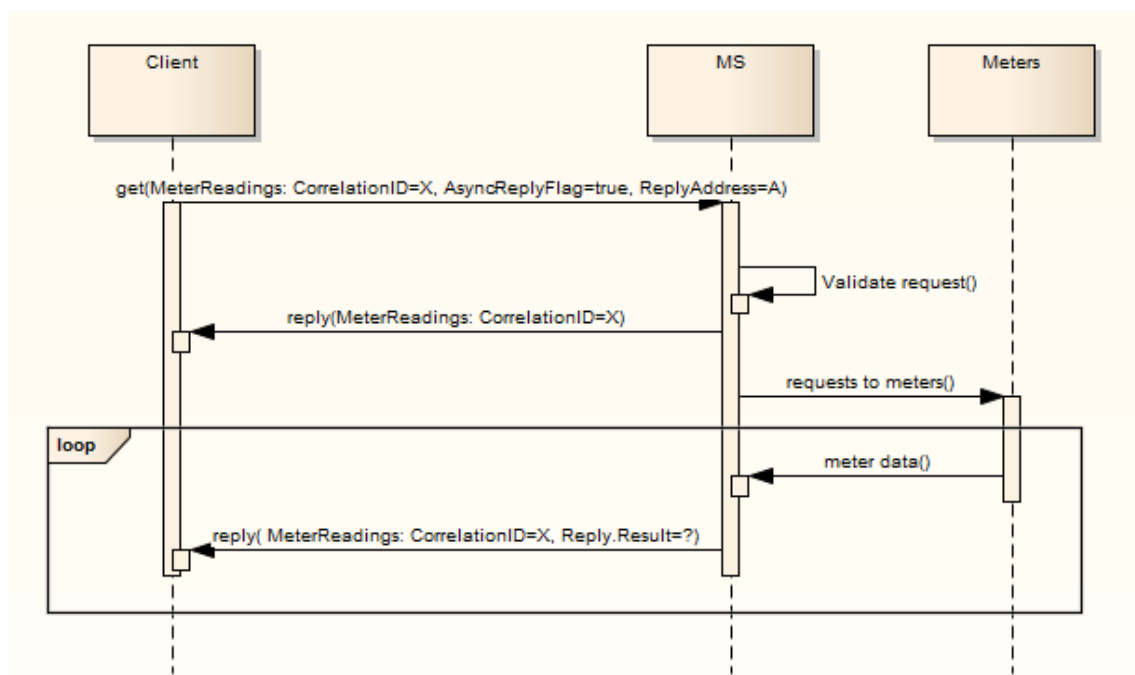 Client
MS
Meters
get(MeterReadings: CorrelationID=X, AsyncReplyFlag=true, ReplyAddress=A)
Validate request()
reply(MeterReadings: CorrelationID=X)
requests to meters()
loop
meter data()
reply( MeterReadings: CorrelationID=X, Reply.Result=?)